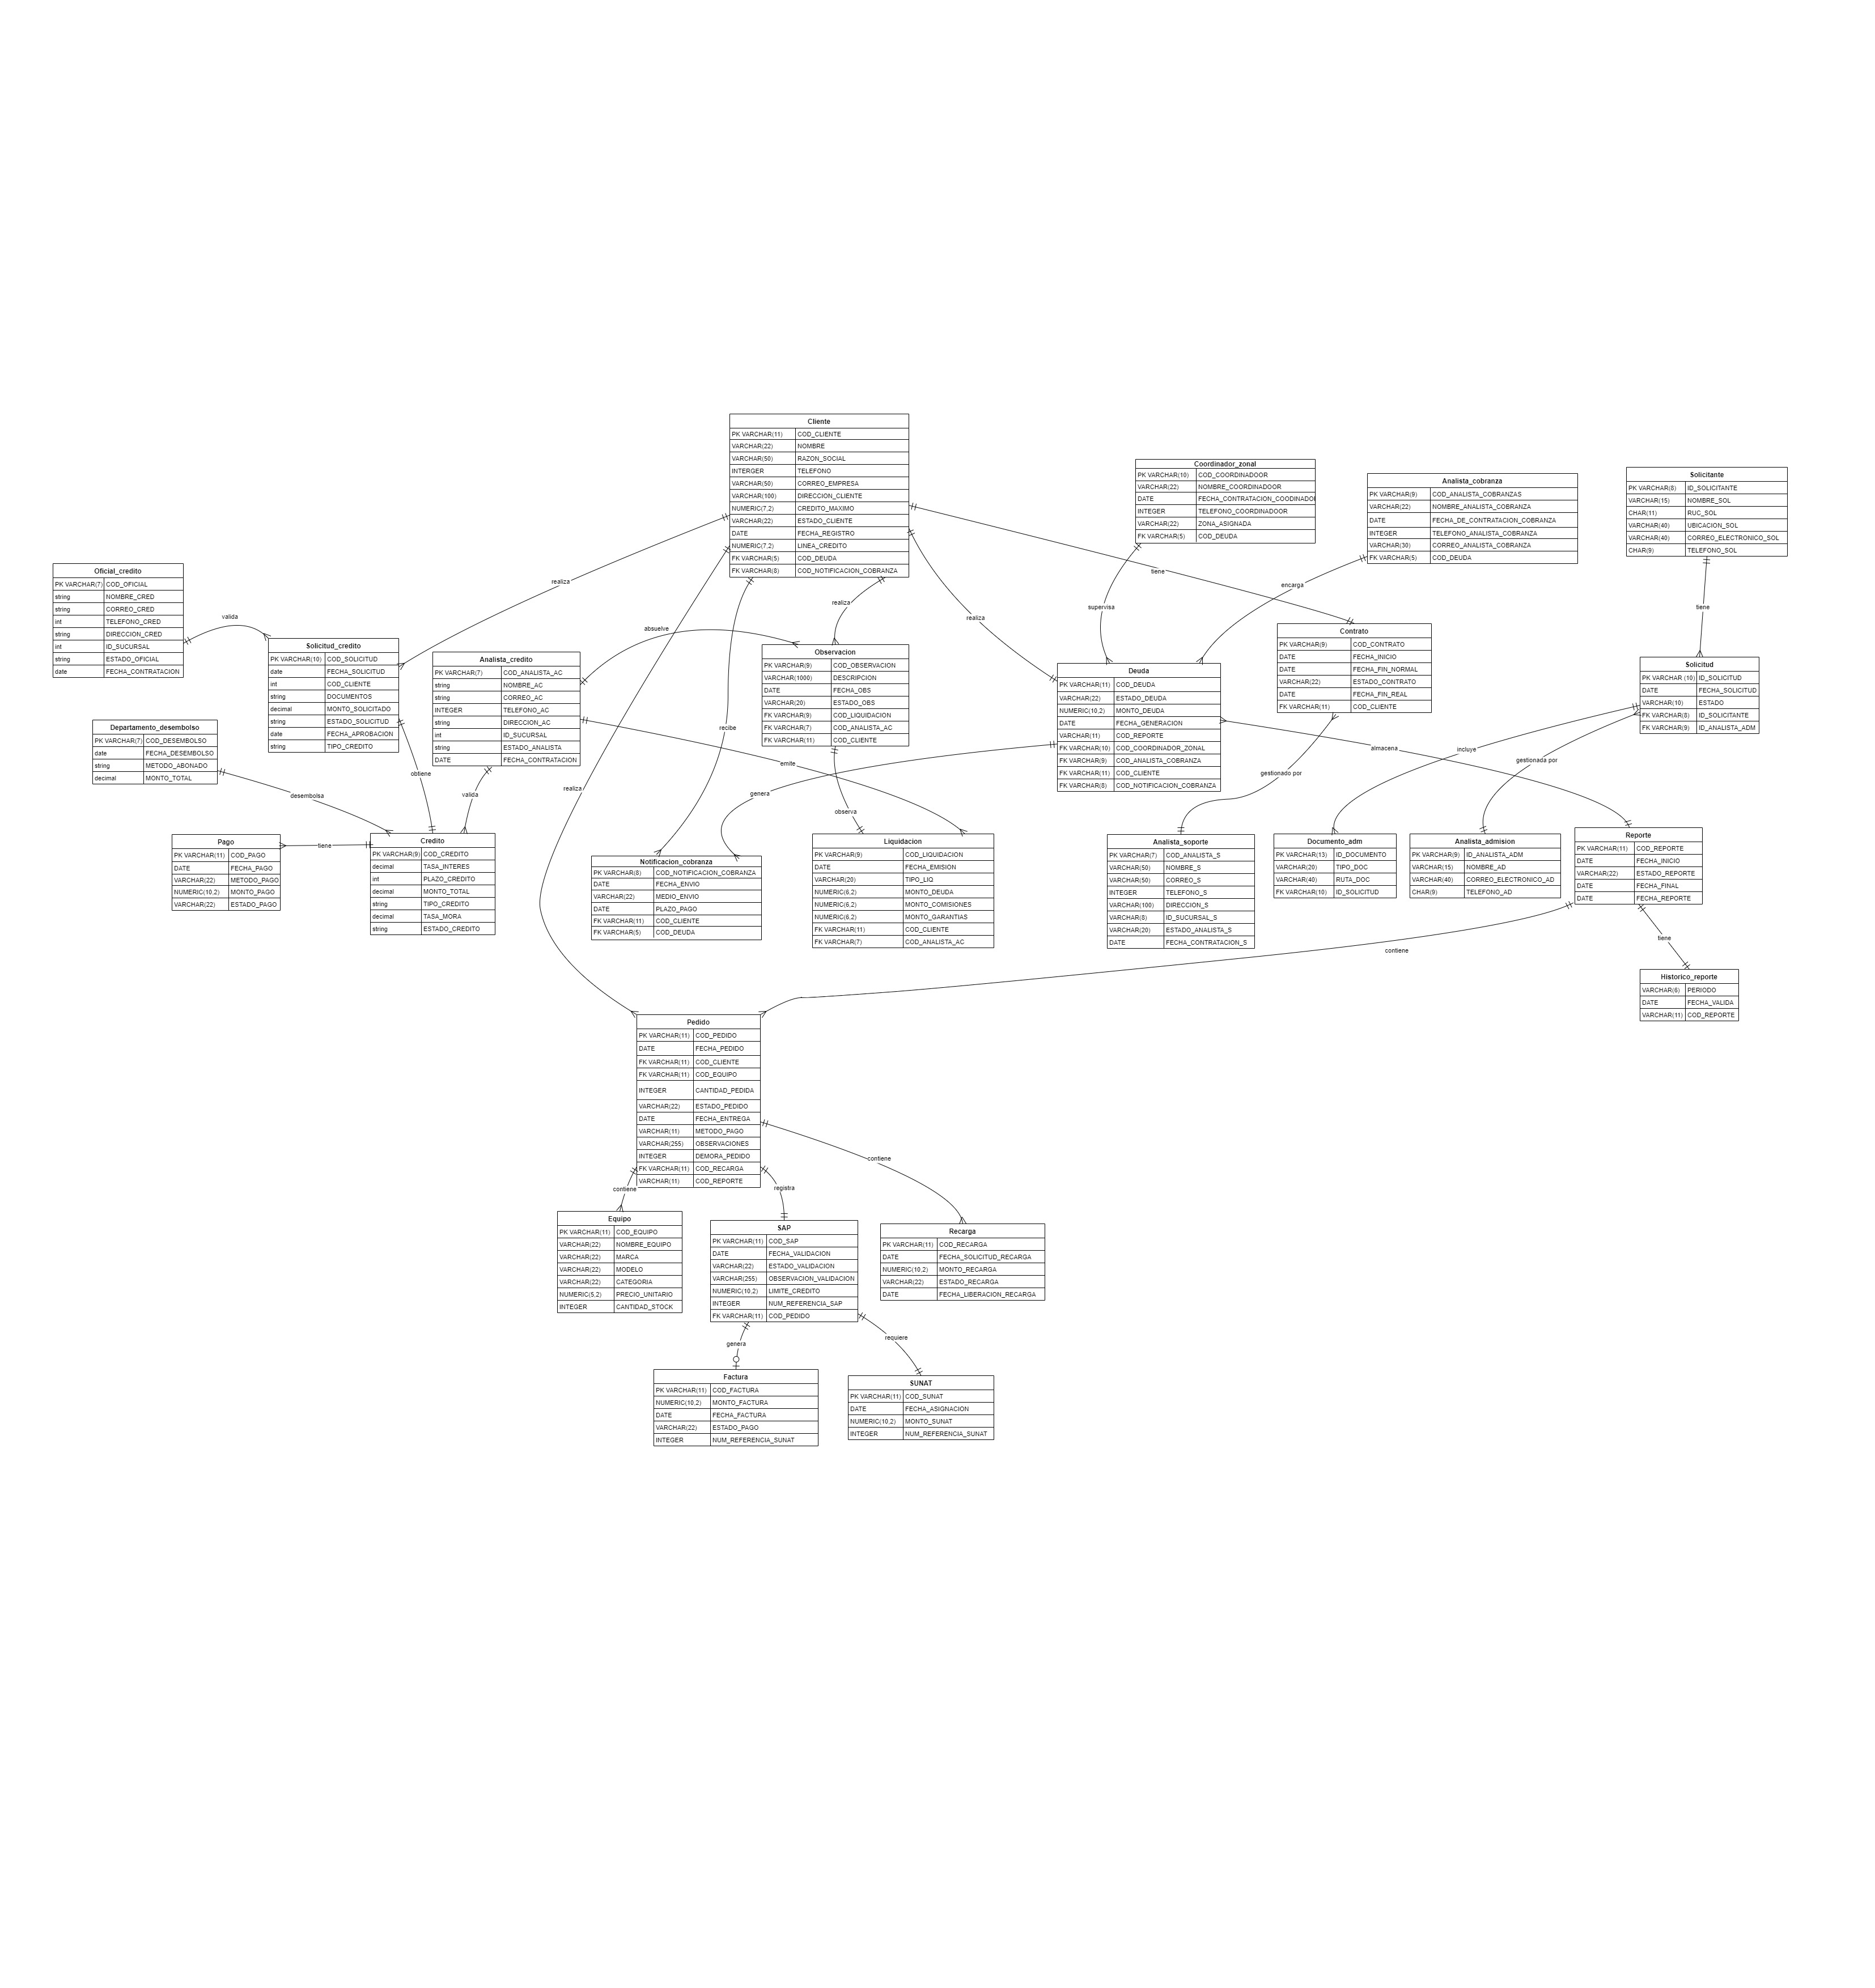 Cliente
PK VARCHAR(11) COD_CLIENTE
VARCHAR(22) NOMBRE
VARCHAR(50) RAZON_SOCIAL
INTERGER TELEFONO
VARCHAR(50) CORREO_EMPRESA
VARCHAR(100) DIRECCION_CLIENTE
NUMERIC(7,2) CREDITO_MAXIMO
VARCHAR(22) ESTADO_CLIENTE
DATE FECHA_REGISTRO
NUMERIC(7,2) LINEA_CREDITO
FK VARCHAR(5) COD_DEUDA
FK VARCHAR(8) COD_NOTIFICACION_COBRANZA
Coordinador_zonal
PK VARCHAR(10) COD_COORDINADOOR
VARCHAR(22) NOMBRE_COORDINADOOR
DATE FECHA_CONTRATACION_COODINADOR
INTEGER TELEFONO_COORDINADOOR
VARCHAR(22) ZONA_ASIGNADA
FK VARCHAR(5) COD_DEUDA
Analista_cobranza
PK VARCHAR(9) COD_ANALISTA_COBRANZAS
VARCHAR(22) NOMBRE_ANALISTA_COBRANZA
DATE FECHA_DE_CONTRATACION_COBRANZA
INTEGER TELEFONO_ANALISTA_COBRANZA
VARCHAR(30) CORREO_ANALISTA_COBRANZA
FK VARCHAR(5) COD_DEUDA
Solicitante
PK VARCHAR(8) ID_SOLICITANTE
VARCHAR(15) NOMBRE_SOL
CHAR(11) RUC_SOL
VARCHAR(40) UBICACION_SOL
VARCHAR(40) CORREO_ELECTRONICO_SOL
CHAR(9) TELEFONO_SOL
Oficial_credito
PK VARCHAR(7) COD_OFICIAL
string NOMBRE_CRED
string CORREO_CRED
int TELEFONO_CRED
string DIRECCION_CRED
int ID_SUCURSAL
string ESTADO_OFICIAL
date FECHA_CONTRATACION
valida
realiza
absuelve
realiza
realiza
tiene
supervisa
encarga
tiene
Solicitud_credito
PK VARCHAR(10) COD_SOLICITUD
date FECHA_SOLICITUD
int COD_CLIENTE
string DOCUMENTOS
decimal MONTO_SOLICITADO
string ESTADO_SOLICITUD
date FECHA_APROBACION
string TIPO_CREDITO
Analista_credito
PK VARCHAR(7) COD_ANALISTA_AC
string NOMBRE_AC
string CORREO_AC
INTEGER TELEFONO_AC
string DIRECCION_AC
int ID_SUCURSAL
string ESTADO_ANALISTA
DATE FECHA_CONTRATACION
Observacion
PK VARCHAR(9) COD_OBSERVACION
VARCHAR(1000) DESCRIPCION
DATE FECHA_OBS
VARCHAR(20) ESTADO_OBS
FK VARCHAR(9) COD_LIQUIDACION
FK VARCHAR(7) COD_ANALISTA_AC
FK VARCHAR(11) COD_CLIENTE
Deuda
PK VARCHAR(11) COD_DEUDA
VARCHAR(22) ESTADO_DEUDA
NUMERIC(10,2) MONTO_DEUDA
DATE FECHA_GENERACION
VARCHAR(11) COD_REPORTE
FK VARCHAR(10) COD_COORDINADOR_ZONAL
FK VARCHAR(9) COD_ANALISTA_COBRANZA
FK VARCHAR(11) COD_CLIENTE
FK VARCHAR(8) COD_NOTIFICACION_COBRANZA
Contrato
PK VARCHAR(9) COD_CONTRATO
DATE FECHA_INICIO
DATE FECHA_FIN_NORMAL
VARCHAR(22) ESTADO_CONTRATO
DATE FECHA_FIN_REAL
FK VARCHAR(11) COD_CLIENTE
Solicitud
PK VARCHAR (10) ID_SOLICITUD
DATE FECHA_SOLICITUD
VARCHAR(10) ESTADO
FK VARCHAR(8) ID_SOLICITANTE
FK VARCHAR(9) ID_ANALISTA_ADM
Departamento_desembolso
PK VARCHAR(7) COD_DESEMBOLSO
date FECHA_DESEMBOLSO
string METODO_ABONADO
decimal MONTO_TOTAL
desembolsa
obtiene
valida
recibe
realiza
emite
genera
observa
gestionado por
almacena
incluye
gestionada por
Pago
PK VARCHAR(11) COD_PAGO
DATE FECHA_PAGO
VARCHAR(22) METODO_PAGO
NUMERIC(10,2) MONTO_PAGO
VARCHAR(22) ESTADO_PAGO
tiene
Credito
PK VARCHAR(9) COD_CREDITO
decimal TASA_INTERES
int PLAZO_CREDITO
decimal MONTO_TOTAL
string TIPO_CREDITO
decimal TASA_MORA
string ESTADO_CREDITO
Notificacion_cobranza
PK VARCHAR(8) COD_NOTIFICACION_COBRANZA
DATE FECHA_ENVIO
VARCHAR(22) MEDIO_ENVIO
DATE PLAZO_PAGO
FK VARCHAR(11) COD_CLIENTE
FK VARCHAR(5) COD_DEUDA
Liquidacion
PK VARCHAR(9) COD_LIQUIDACION
DATE FECHA_EMISION
VARCHAR(20) TIPO_LIQ
NUMERIC(6,2) MONTO_DEUDA
NUMERIC(6,2) MONTO_COMISIONES
NUMERIC(6,2) MONTO_GARANTIAS
FK VARCHAR(11) COD_CLIENTE
FK VARCHAR(7) COD_ANALISTA_AC
Analista_soporte
PK VARCHAR(7) COD_ANALISTA_S
VARCHAR(50) NOMBRE_S
VARCHAR(50) CORREO_S
INTEGER TELEFONO_S
VARCHAR(100) DIRECCION_S
VARCHAR(8) ID_SUCURSAL_S
VARCHAR(20) ESTADO_ANALISTA_S
DATE FECHA_CONTRATACION_S
Documento_adm
PK VARCHAR(13) ID_DOCUMENTO
VARCHAR(20) TIPO_DOC
VARCHAR(40) RUTA_DOC
FK VARCHAR(10) ID_SOLICITUD
Analista_admision
PK VARCHAR(9) ID_ANALISTA_ADM
VARCHAR(15) NOMBRE_AD
VARCHAR(40) CORREO_ELECTRONICO_AD
CHAR(9) TELEFONO_AD
Reporte
PK VARCHAR(11) COD_REPORTE
DATE FECHA_INICIO
VARCHAR(22) ESTADO_REPORTE
DATE FECHA_FINAL
DATE FECHA_REPORTE
contiene
tiene
Historico_reporte
VARCHAR(6) PERIODO
DATE FECHA_VALIDA
VARCHAR(11) COD_REPORTE
Pedido
PK VARCHAR(11) COD_PEDIDO
DATE FECHA_PEDIDO
FK VARCHAR(11) COD_CLIENTE
FK VARCHAR(11) COD_EQUIPO
INTEGER CANTIDAD_PEDIDA
VARCHAR(22) ESTADO_PEDIDO
DATE FECHA_ENTREGA
VARCHAR(11) METODO_PAGO
VARCHAR(255) OBSERVACIONES
INTEGER DEMORA_PEDIDO
FK VARCHAR(11) COD_RECARGA
VARCHAR(11) COD_REPORTE
contiene
registra
contiene
Equipo
PK VARCHAR(11) COD_EQUIPO
VARCHAR(22) NOMBRE_EQUIPO
VARCHAR(22) MARCA
VARCHAR(22) MODELO
VARCHAR(22) CATEGORIA
NUMERIC(5,2) PRECIO_UNITARIO
INTEGER CANTIDAD_STOCK
SAP
PK VARCHAR(11) COD_SAP
DATE FECHA_VALIDACION
VARCHAR(22) ESTADO_VALIDACION
VARCHAR(255) OBSERVACION_VALIDACION
NUMERIC(10,2) LIMITE_CREDITO
INTEGER NUM_REFERENCIA_SAP
FK VARCHAR(11) COD_PEDIDO
Recarga
PK VARCHAR(11) COD_RECARGA
DATE FECHA_SOLICITUD_RECARGA
NUMERIC(10,2) MONTO_RECARGA
VARCHAR(22) ESTADO_RECARGA
DATE FECHA_LIBERACION_RECARGA
genera
requiere
Factura
PK VARCHAR(11) COD_FACTURA
NUMERIC(10,2) MONTO_FACTURA
DATE FECHA_FACTURA
VARCHAR(22) ESTADO_PAGO
INTEGER NUM_REFERENCIA_SUNAT
SUNAT
PK VARCHAR(11) COD_SUNAT
DATE FECHA_ASIGNACION
NUMERIC(10,2) MONTO_SUNAT
INTEGER NUM_REFERENCIA_SUNAT